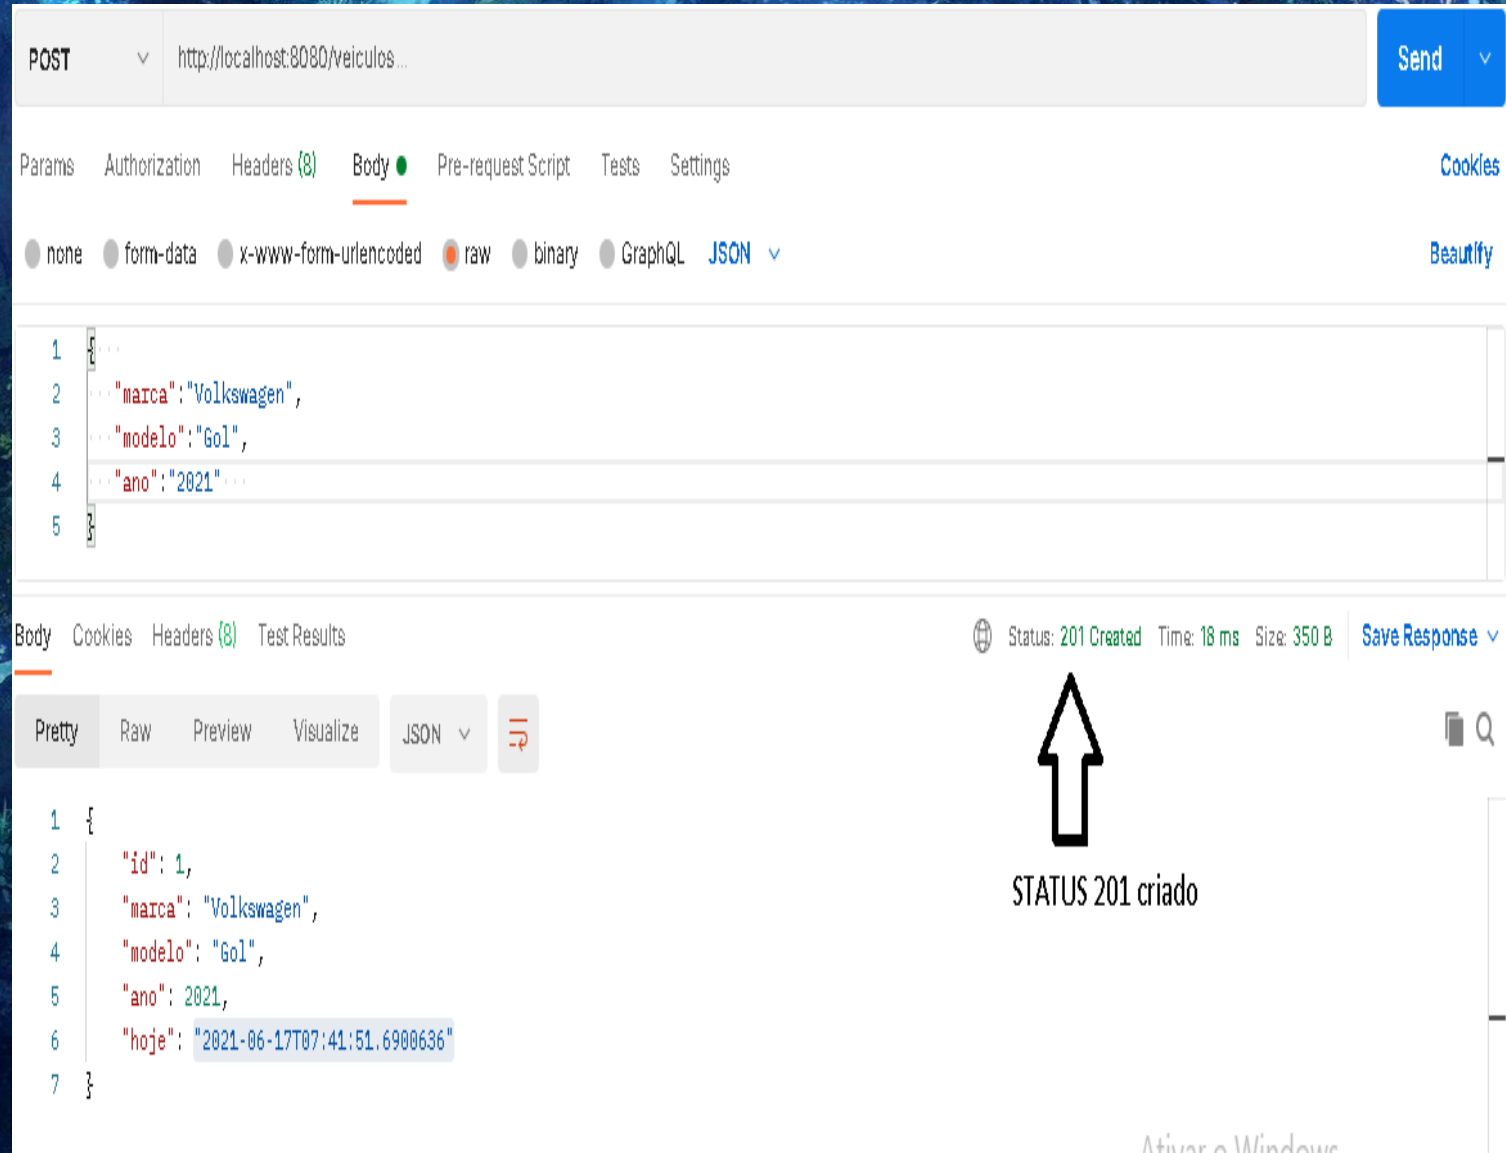 POST http://localhost:8080/veiculos... Send
Params Authorization Headers (8) Body Pre-request Script Tests Settings Cookies
none form-data x-www-form-urlencoded raw binary GraphQL JSON Beautify
1 {
2 "marca":"Volkswagen",
3 "modelo":"Gol",
4 "ano":"2021"
5 }
Body Cookies Headers (8) Test Results Status: 201 Created Time: 18 ms Size: 350 B Save Response
Pretty Raw Preview Visualize JSON
1 {
2 "id": 1,
STATUS 201 criado
3 "marca": "Volkswagen",
4 "modelo": "Gol",
5 "ano": 2021,
6 "hoje": "2021-06-17T07:41:51.6900636"
7 }
Ativar o Windows